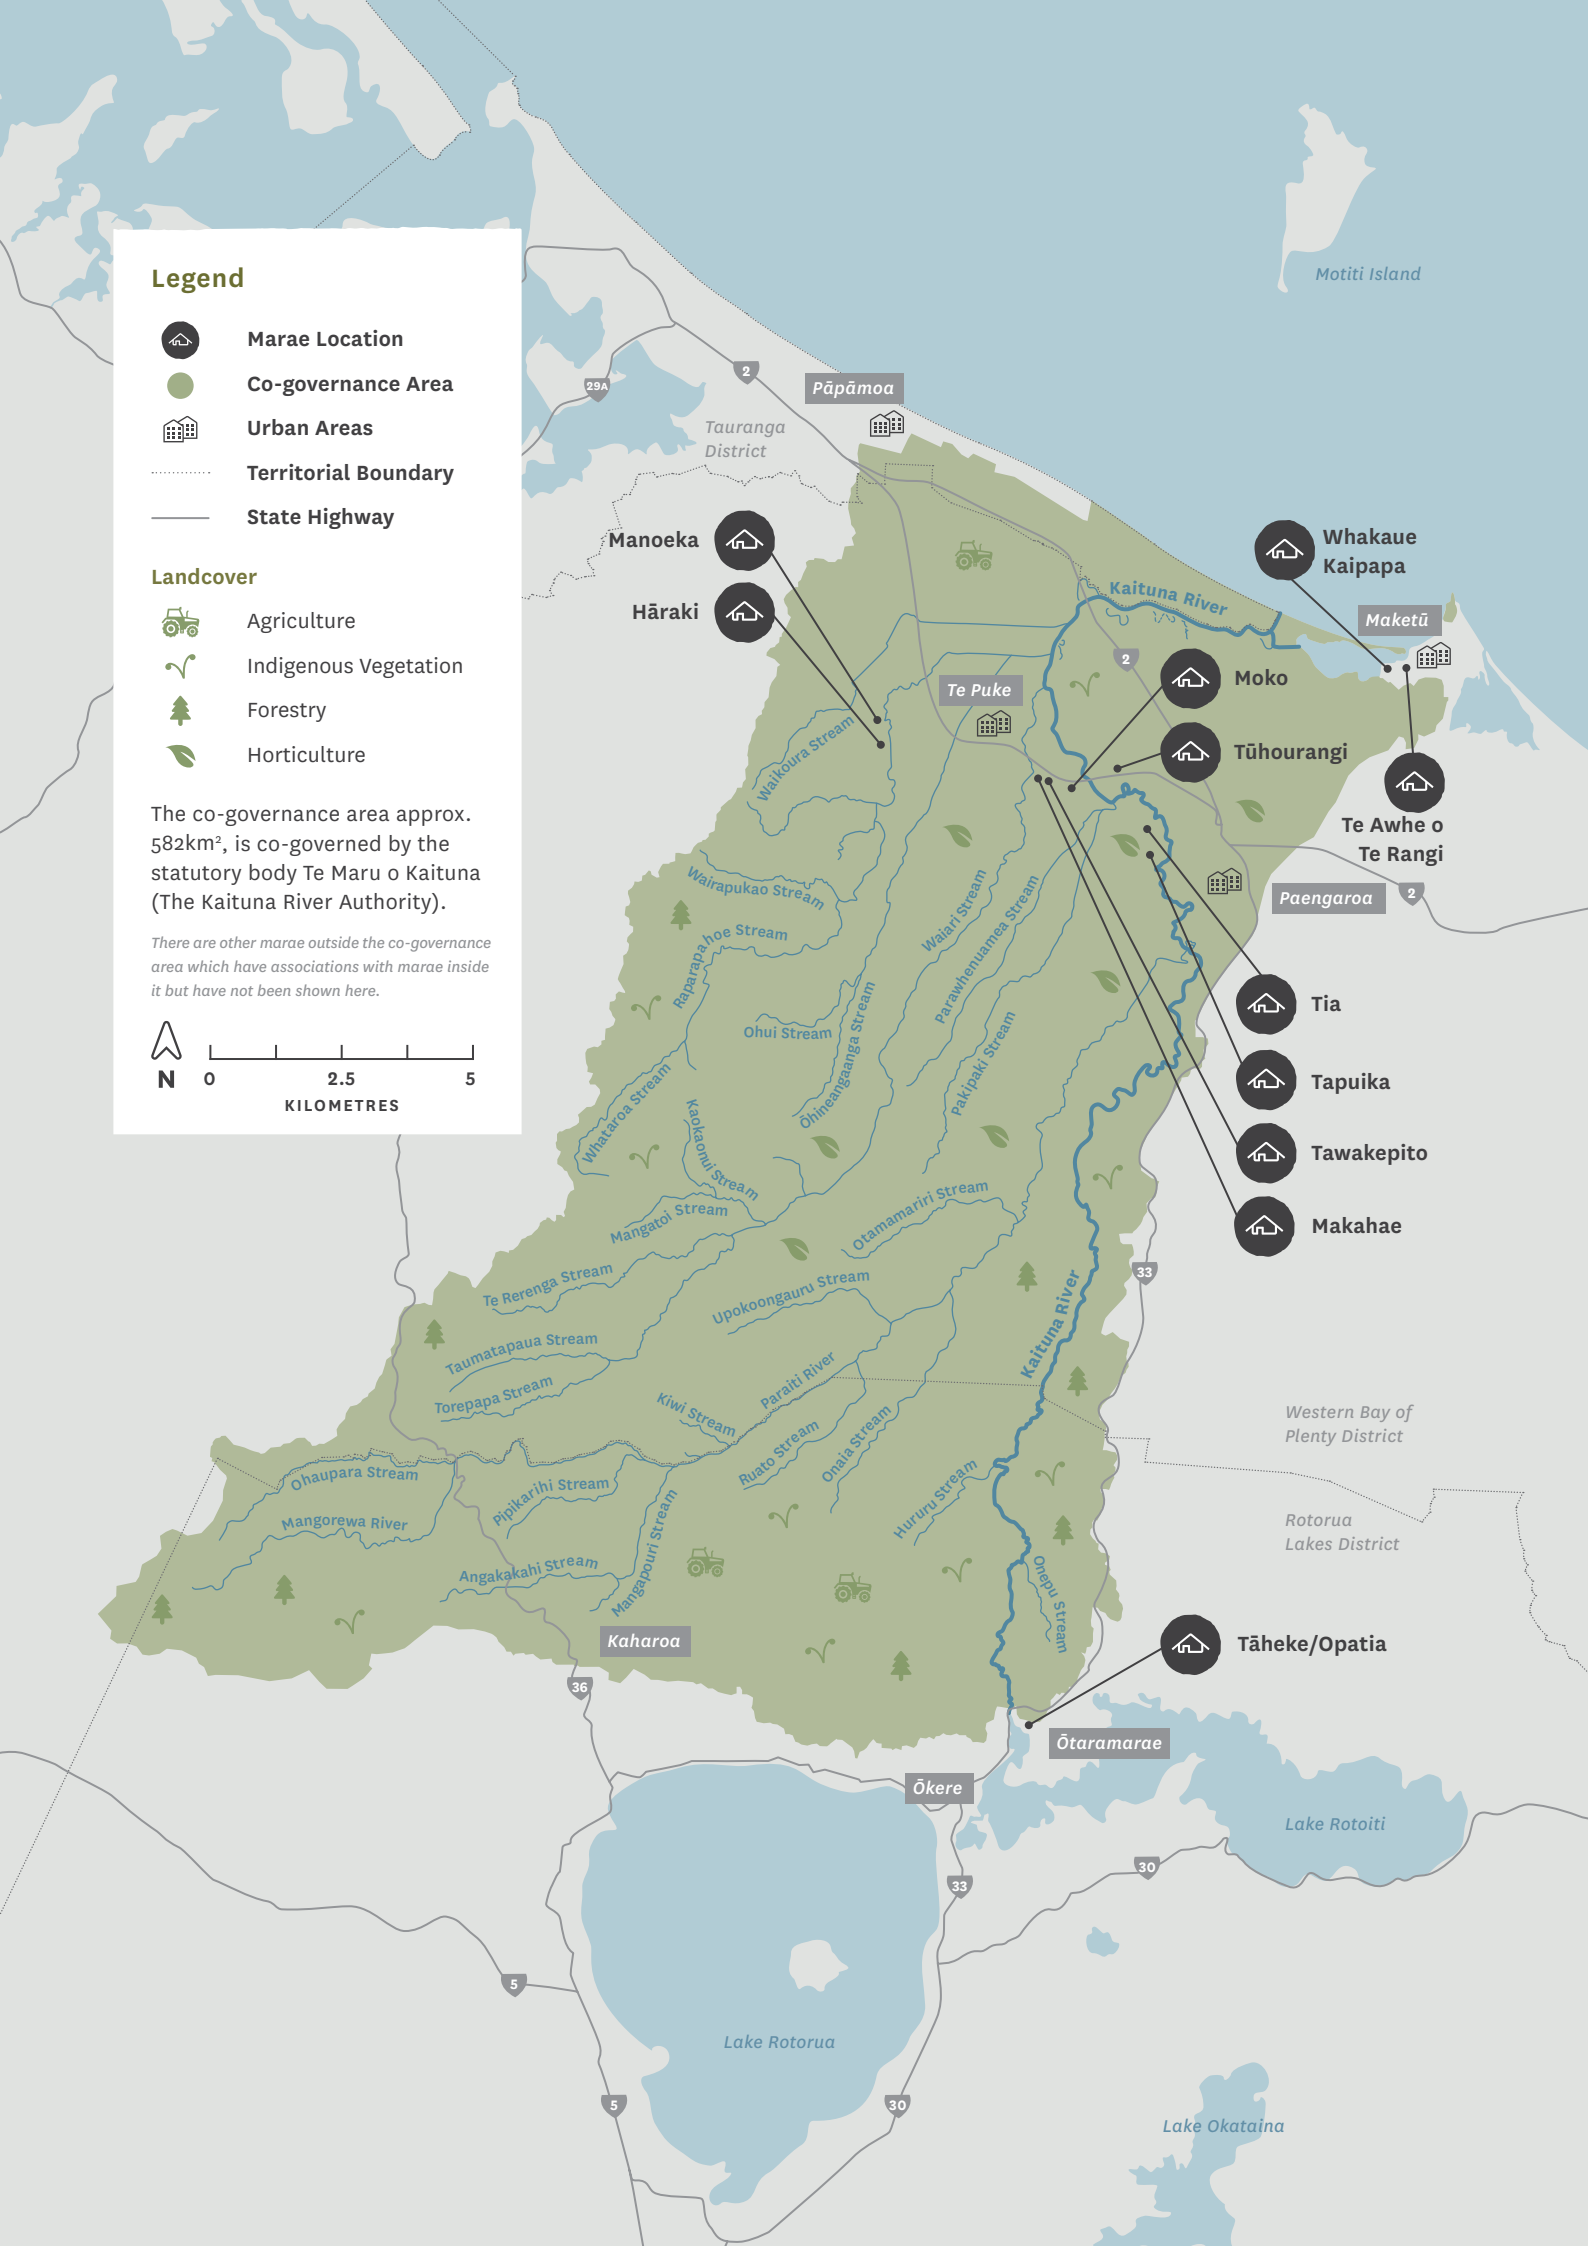 Legend
Marae Location
Co-governance Area
Urban Areas
Territorial Boundary
State Highway
Landcover
Agriculture
Indigenous Vegetation
Forestry
Horticulture
The co-governance area approx.
582km², is co-governed by the
statutory body Te Maru o Kaituna
(The Kaituna River Authority).
There are other marae outside the co-governance
area which have associations with marae inside
it but have not been shown here.
N
0 2.5 5
KILOMETRES
Motiti Island
29A
2
Pāpāmoa
Tauranga
District
Manoeka
Hāraki
Whakaue
Kaipapa
Kaituna River
Maketū
2
Moko
Te Puke
Tūhourangi
Waikoura Stream
Te Awhe o
Te Rangi
Wairapukao Stream
Paengaroa
2
Raparapahoe Stream
Waiari Stream
Parawhenuamea Stream
Tia
Ohui Stream
Ōhineangaanga Stream
Pakipaki Stream
Tapuika
Whataroa Stream
Kaokaonui Stream
Tawakepito
Mangatoi Stream
Otamamariri Stream
Makahae
Te Rerenga Stream
Upokoongauru Stream
33
Kaituna River
Taumatapaua Stream
Torepapa Stream
Kiwi Stream
Paraiti River
Western Bay of
Plenty District
Ruato Stream
Onaia Stream
Ohaupara Stream
Pipikarihi Stream
Hururu Stream
Mangorewa River
Rotorua
Lakes District
Mangapouri Stream
Angakakahi Stream
Onepu Stream
Kaharoa
Tāheke/Opatia
36
Ōtaramarae
Ōkere
Lake Rotoiti
30
33
5
Lake Rotorua
5
30
Lake Okataina